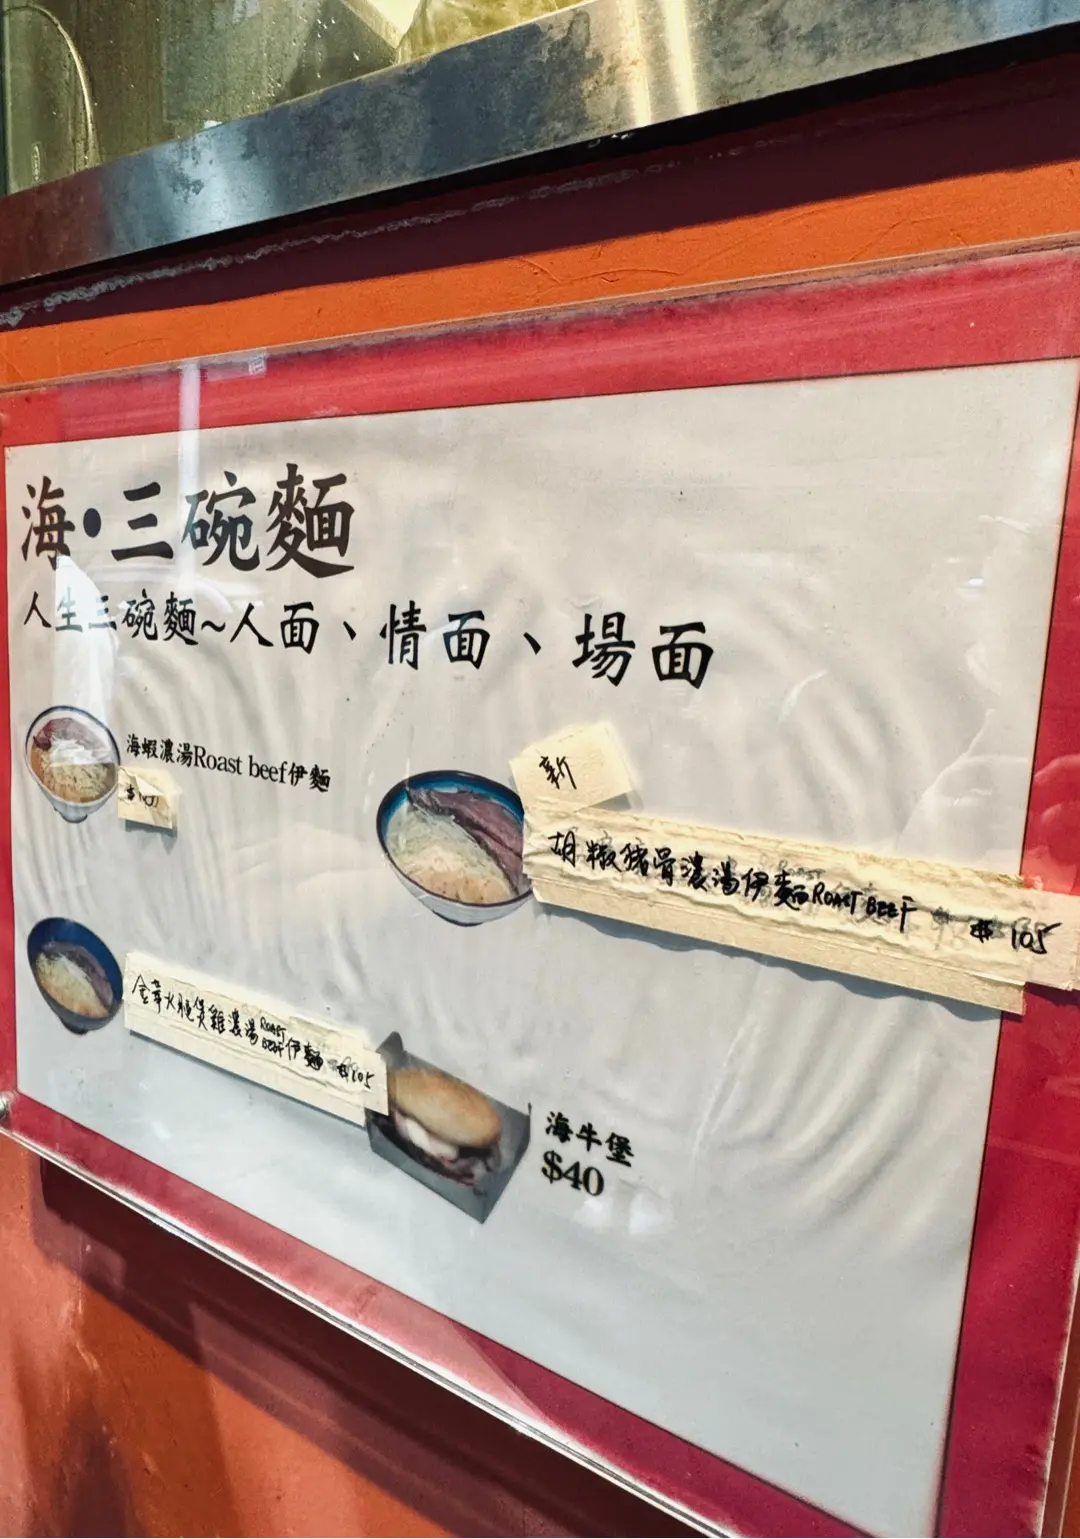 海•三碗麵
人生三碗麵~人面、情面、場面
海蝦濃湯Roast beef伊麵
新
胡椒豬骨濃湯伊麵ROAST BEEF $105
金華火腿煲雞濃湯ROAST BEEF伊麵 $105
海牛堡
$40